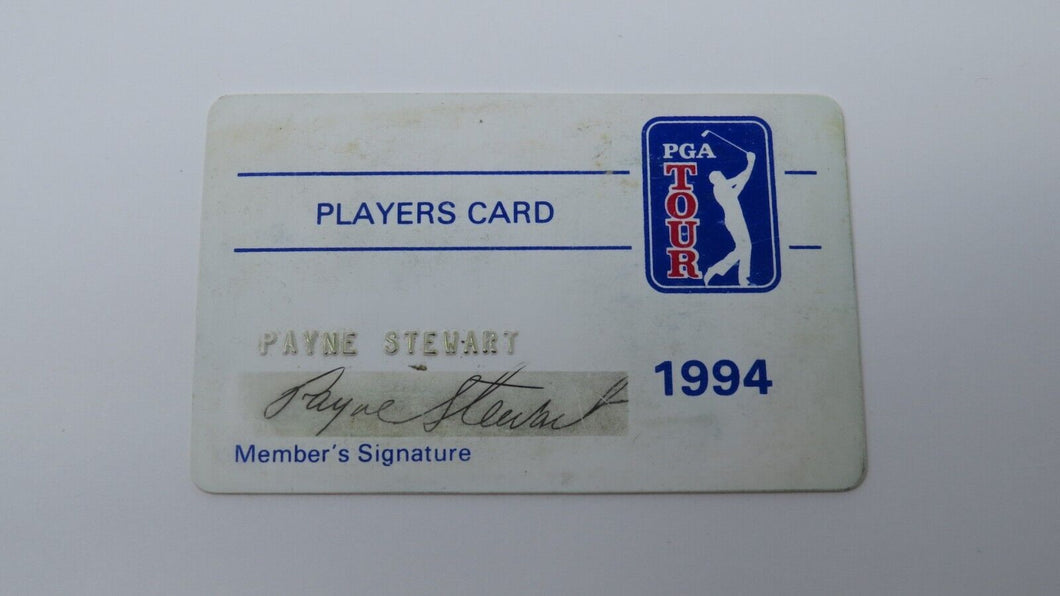 PLAYERS CARD
PGA
TOUR
PAYNE STEWART
1994
Payne Stewart
Member's Signature